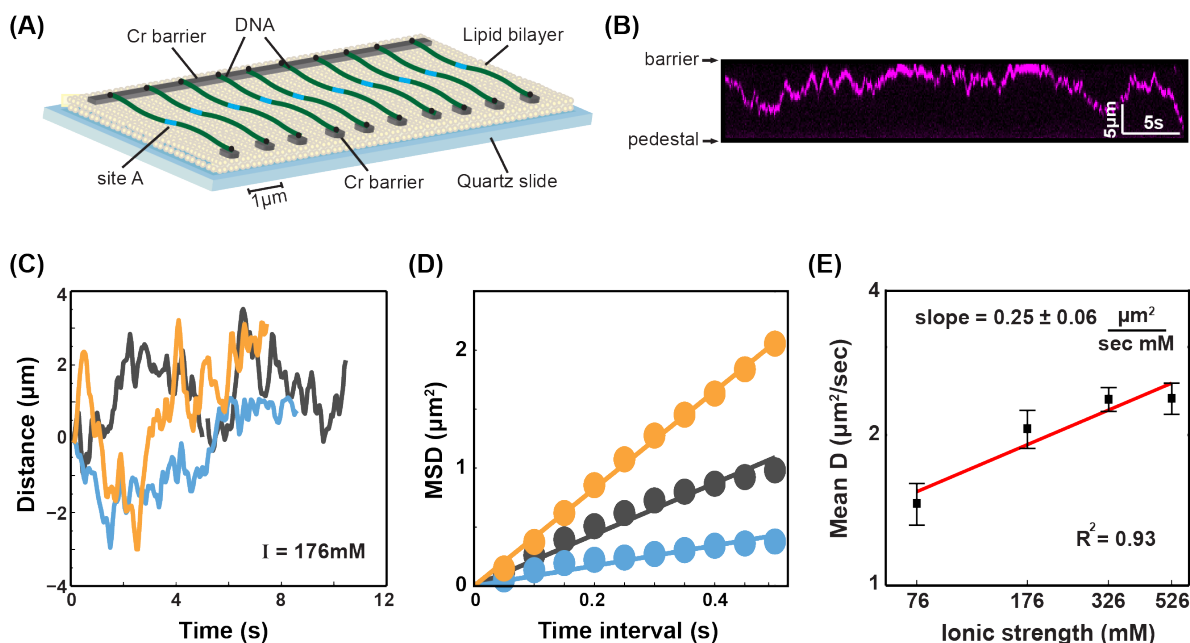 (A)
Cr barrier
DNA
Lipid bilayer
site A
1µm
Cr barrier
Quartz slide
(B)
barrier
pedestal
5µm
5s
(C)
Distance (µm)
4
2
0
−2
−4
0
4
8
12
I = 176mM
Time (s)
(D)
MSD (µm²)
2
1
0
0
0.2
0.4
Time interval (s)
(E)
Mean D (µm²/sec)
4
2
1
slope = 0.25 ± 0.06 µm²
sec mM
R² = 0.93
76
176
326
526
Ionic strength (mM)